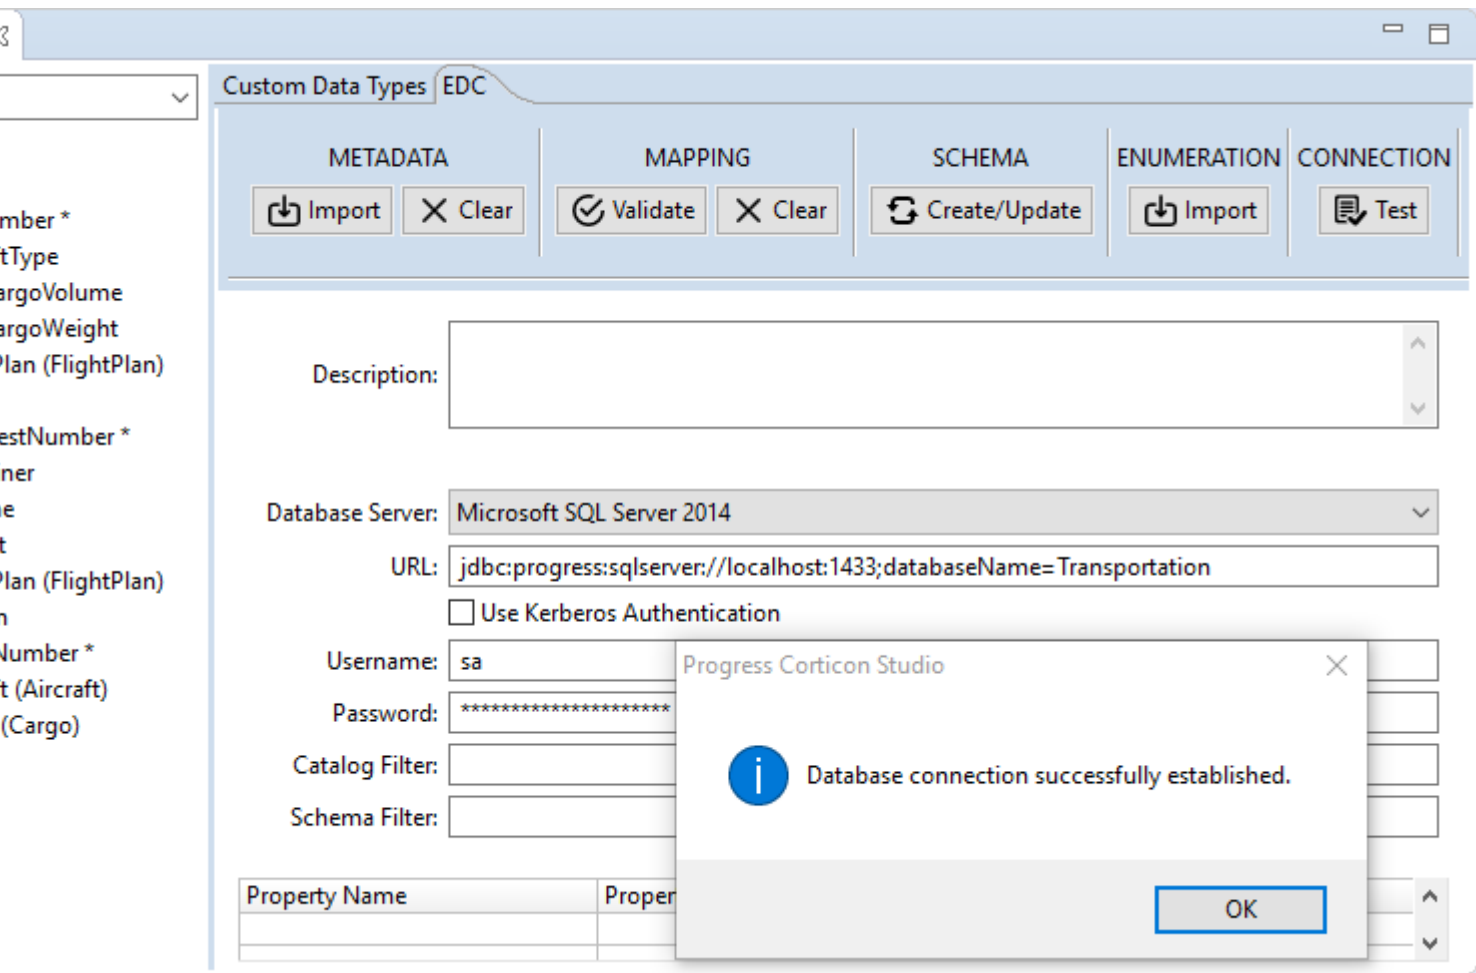 Custom Data Types EDC
METADATA MAPPING SCHEMA ENUMERATION CONNECTION
Import Clear Validate Clear Create/Update Import Test
mber *
tType
argoVolume
argoWeight
Plan (FlightPlan)
estNumber *
iner
ne
t
Plan (FlightPlan)
n
Number *
t (Aircraft)
(Cargo)
Description:
Database Server: Microsoft SQL Server 2014
URL: jdbc:progress:sqlserver://localhost:1433;databaseName=Transportation
Use Kerberos Authentication
Username: sa
Password: *********************
Catalog Filter:
Schema Filter:
Property Name Proper
Progress Corticon Studio
Database connection successfully established.
OK